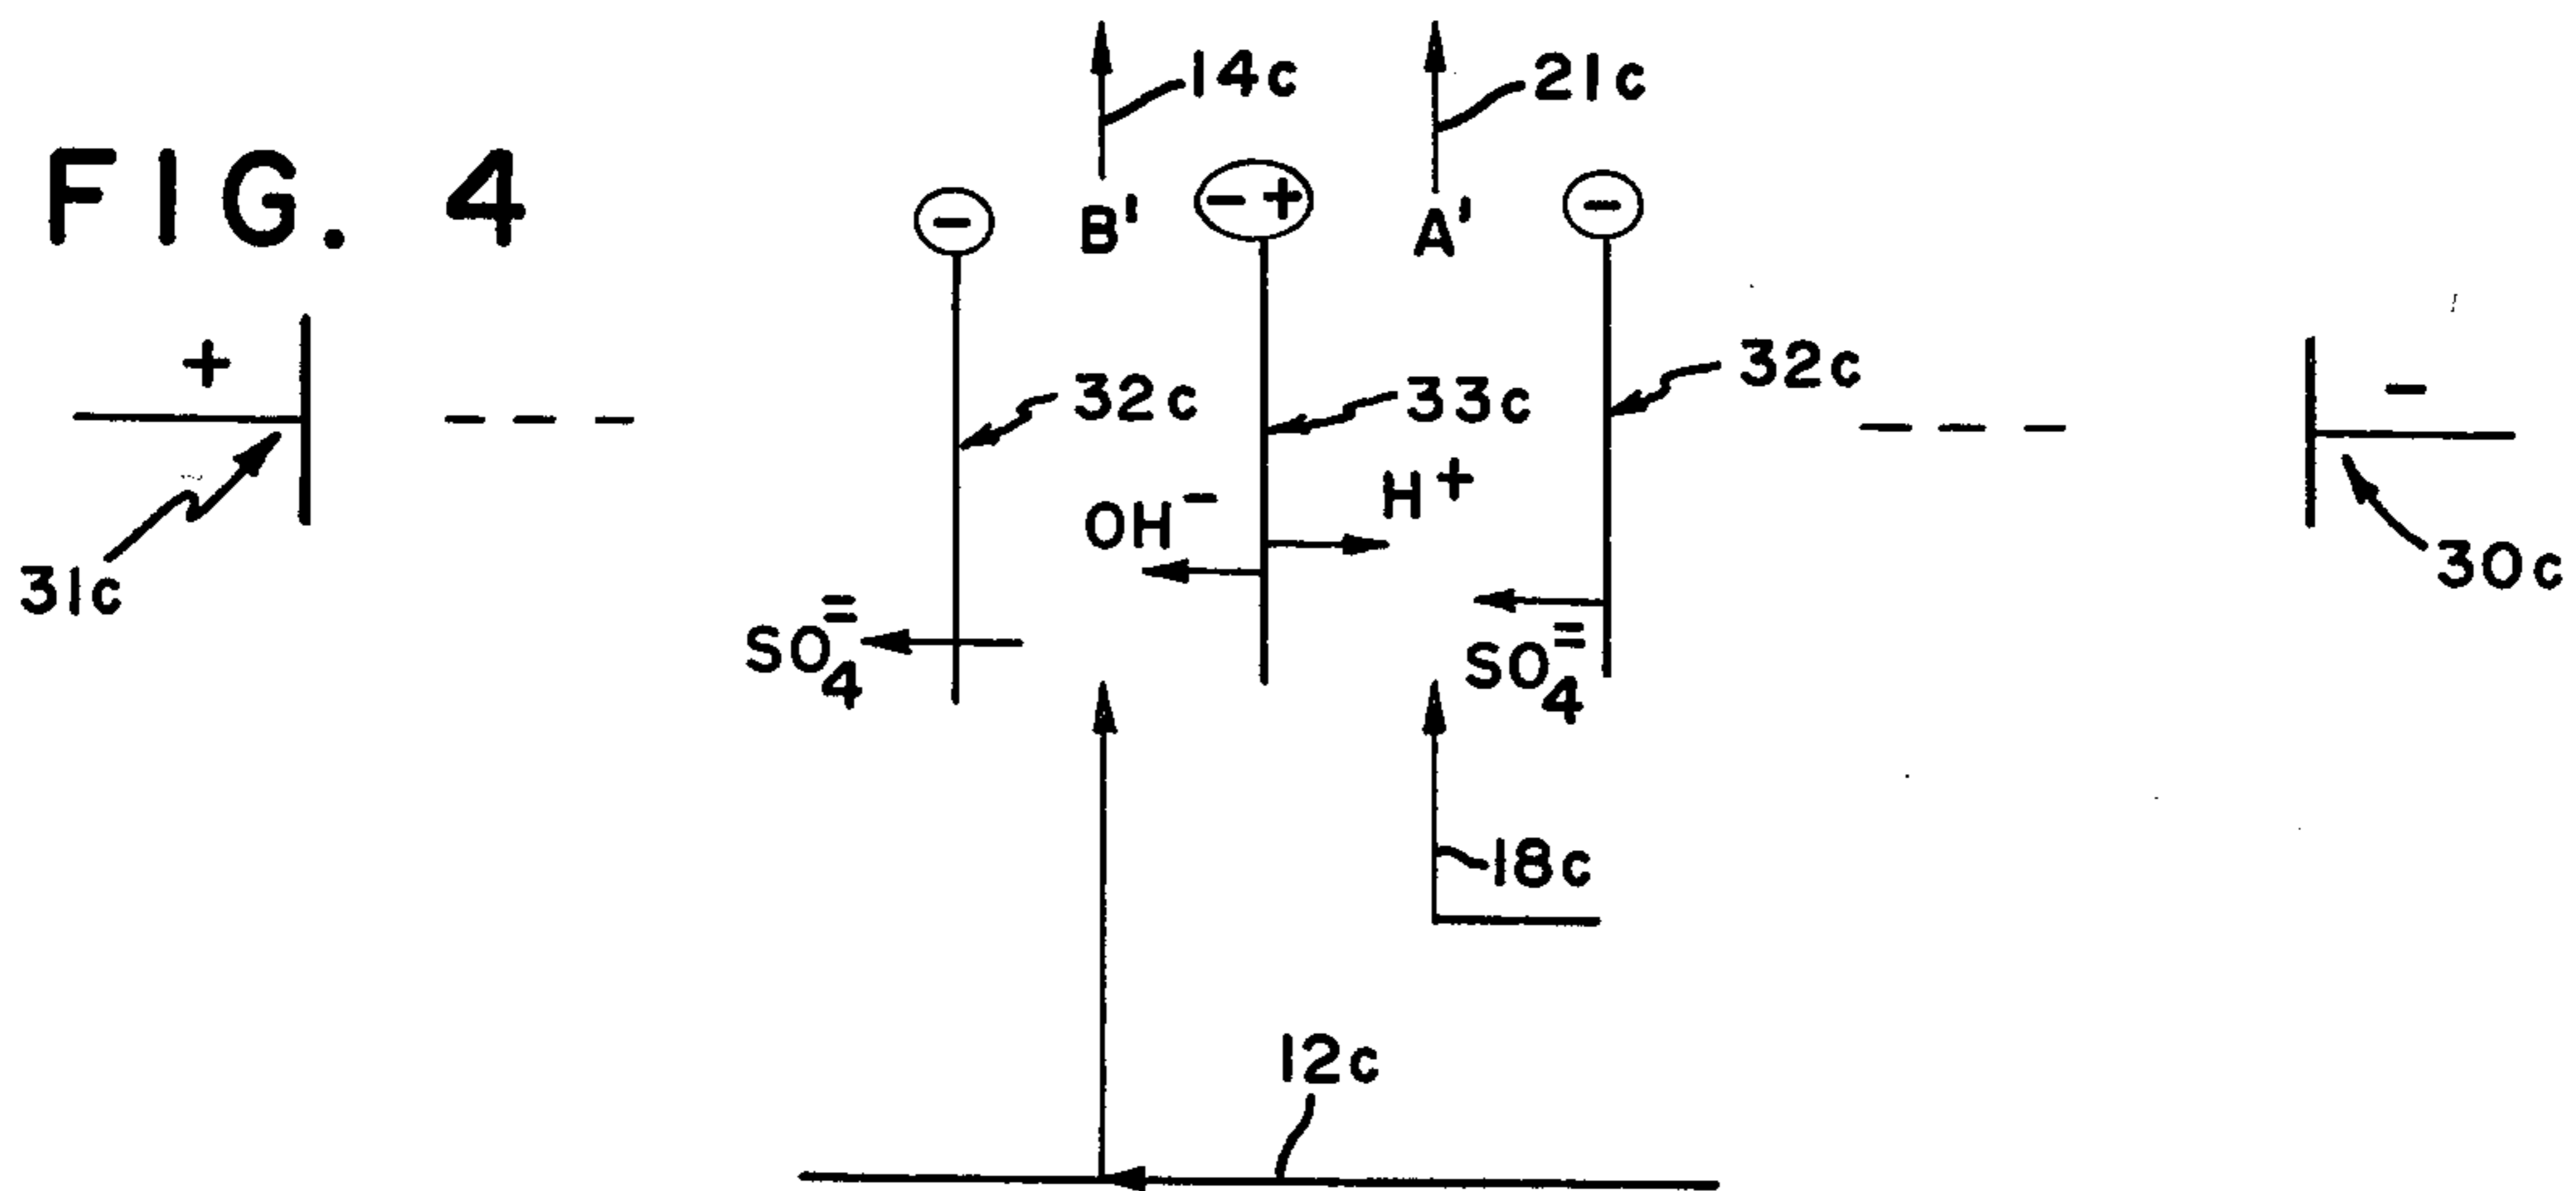 FIG. 4
14c
21c
B'
A'
-
- +
-
+
-
32c
33c
32c
OH⁻
H⁺
31c
30c
SO₄⁼
SO₄⁼
18c
12c